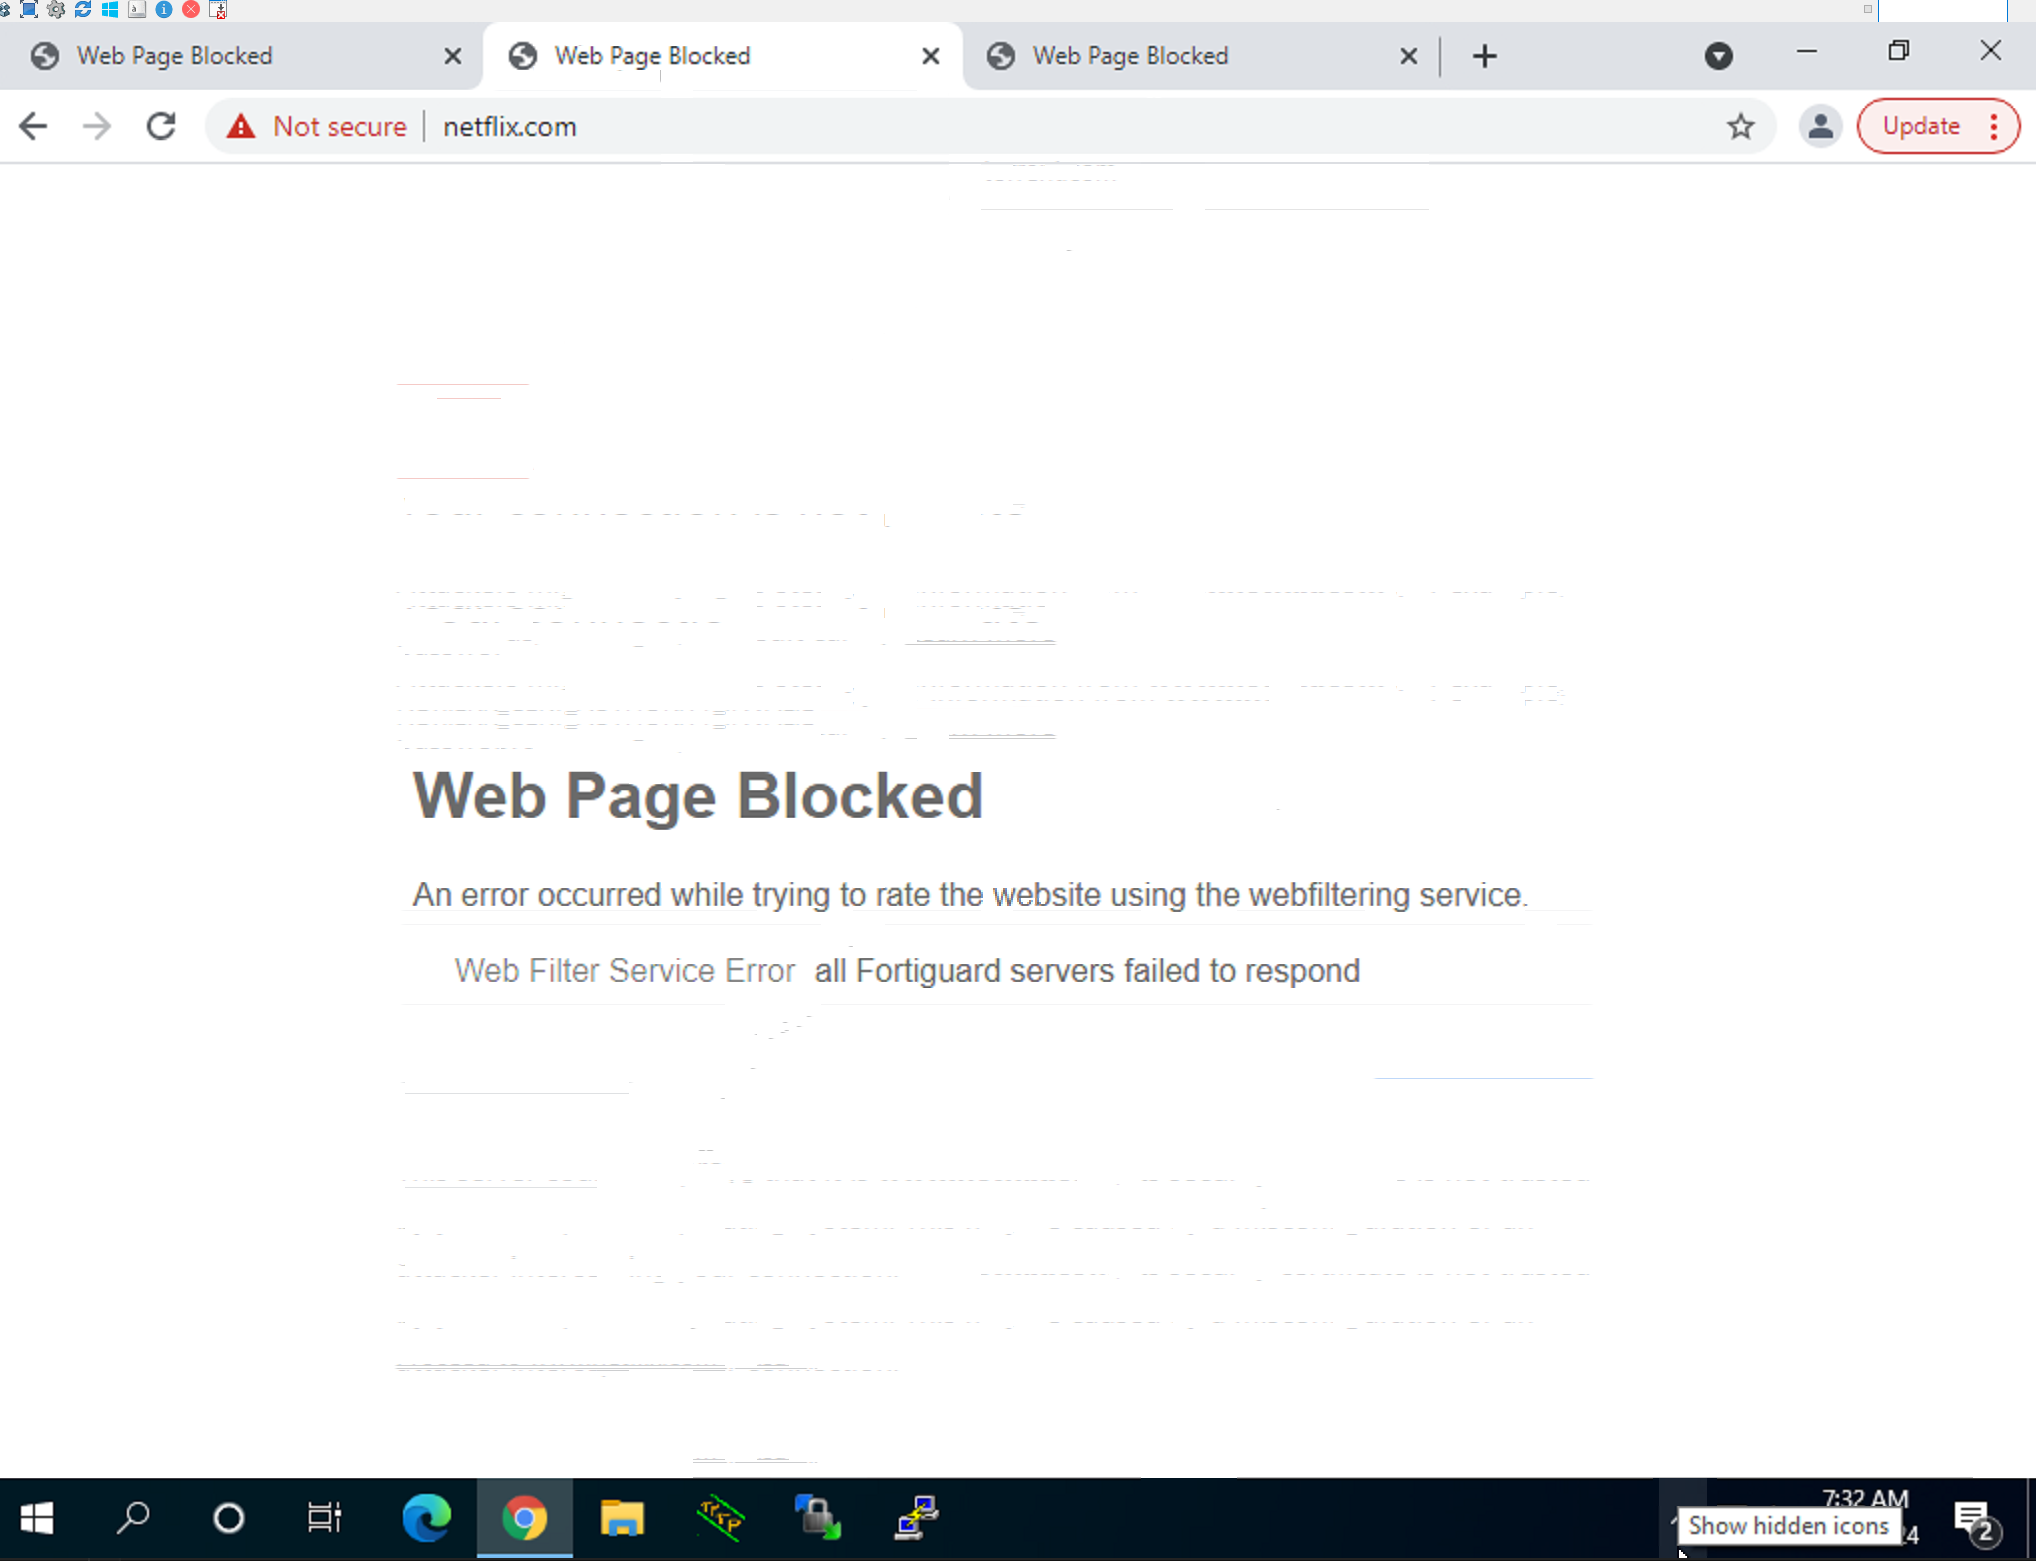 Web Page Blocked
Web Page Blocked
Web Page Blocked
Update
Not secure
netflix.com
Web Page Blocked
An error occurred while trying to rate the website using the webfiltering service.
Web Filter Service Error all Fortiguard servers failed to respond
7:32 AM
Show hidden icons
24
2